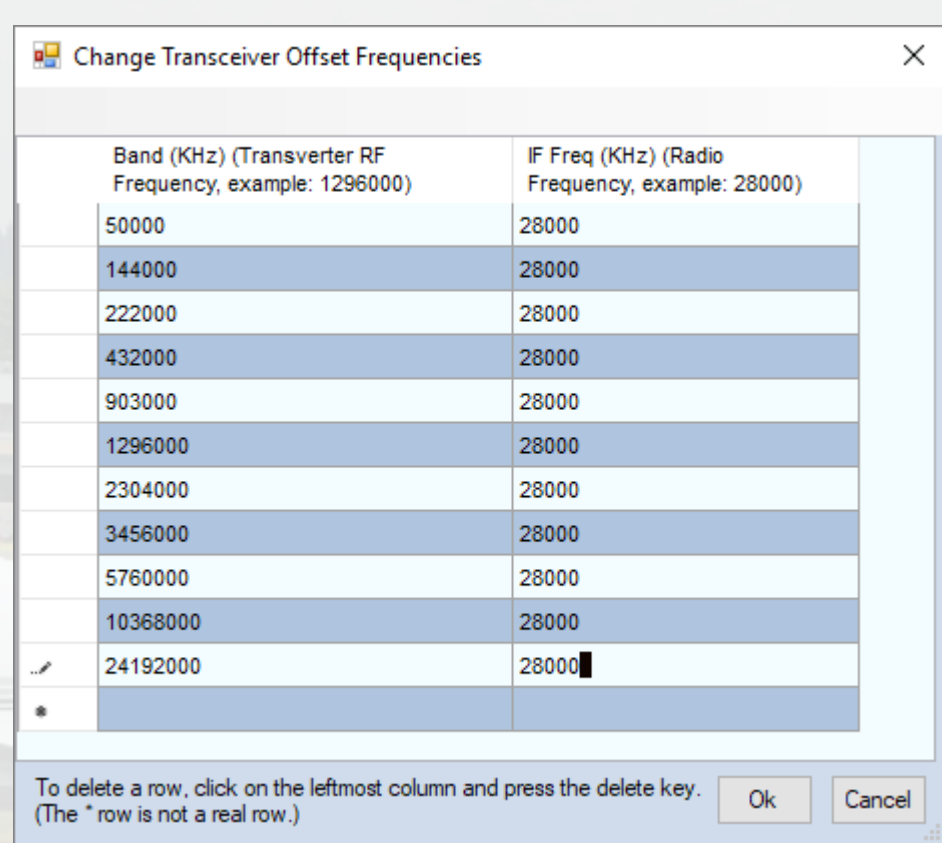 Change Transceiver Offset Frequencies
Band (KHz) (Transverter RF
Frequency, example: 1296000)
IF Freq (KHz) (Radio
Frequency, example: 28000)
50000 28000
144000 28000
222000 28000
432000 28000
903000 28000
1296000 28000
2304000 28000
3456000 28000
5760000 28000
10368000 28000
24192000 28000
*
To delete a row, click on the leftmost column and press the delete key.
(The * row is not a real row.)
Ok Cancel